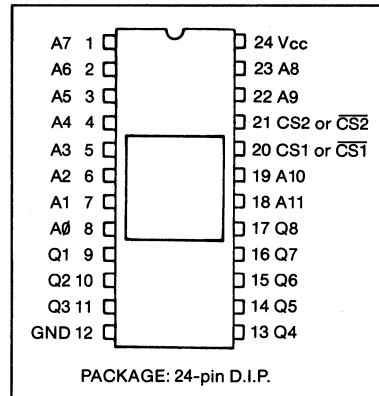 A7 1 24 Vcc
A6 2 23 A8
A5 3 22 A9
A4 4 21 CS2 or C̅S̅2̅
A3 5 20 CS1 or C̅S̅1̅
A2 6 19 A10
A1 7 18 A11
AØ 8 17 Q8
Q1 9 16 Q7
Q2 10 15 Q6
Q3 11 14 Q5
GND 12 13 Q4
PACKAGE: 24-pin D.I.P.